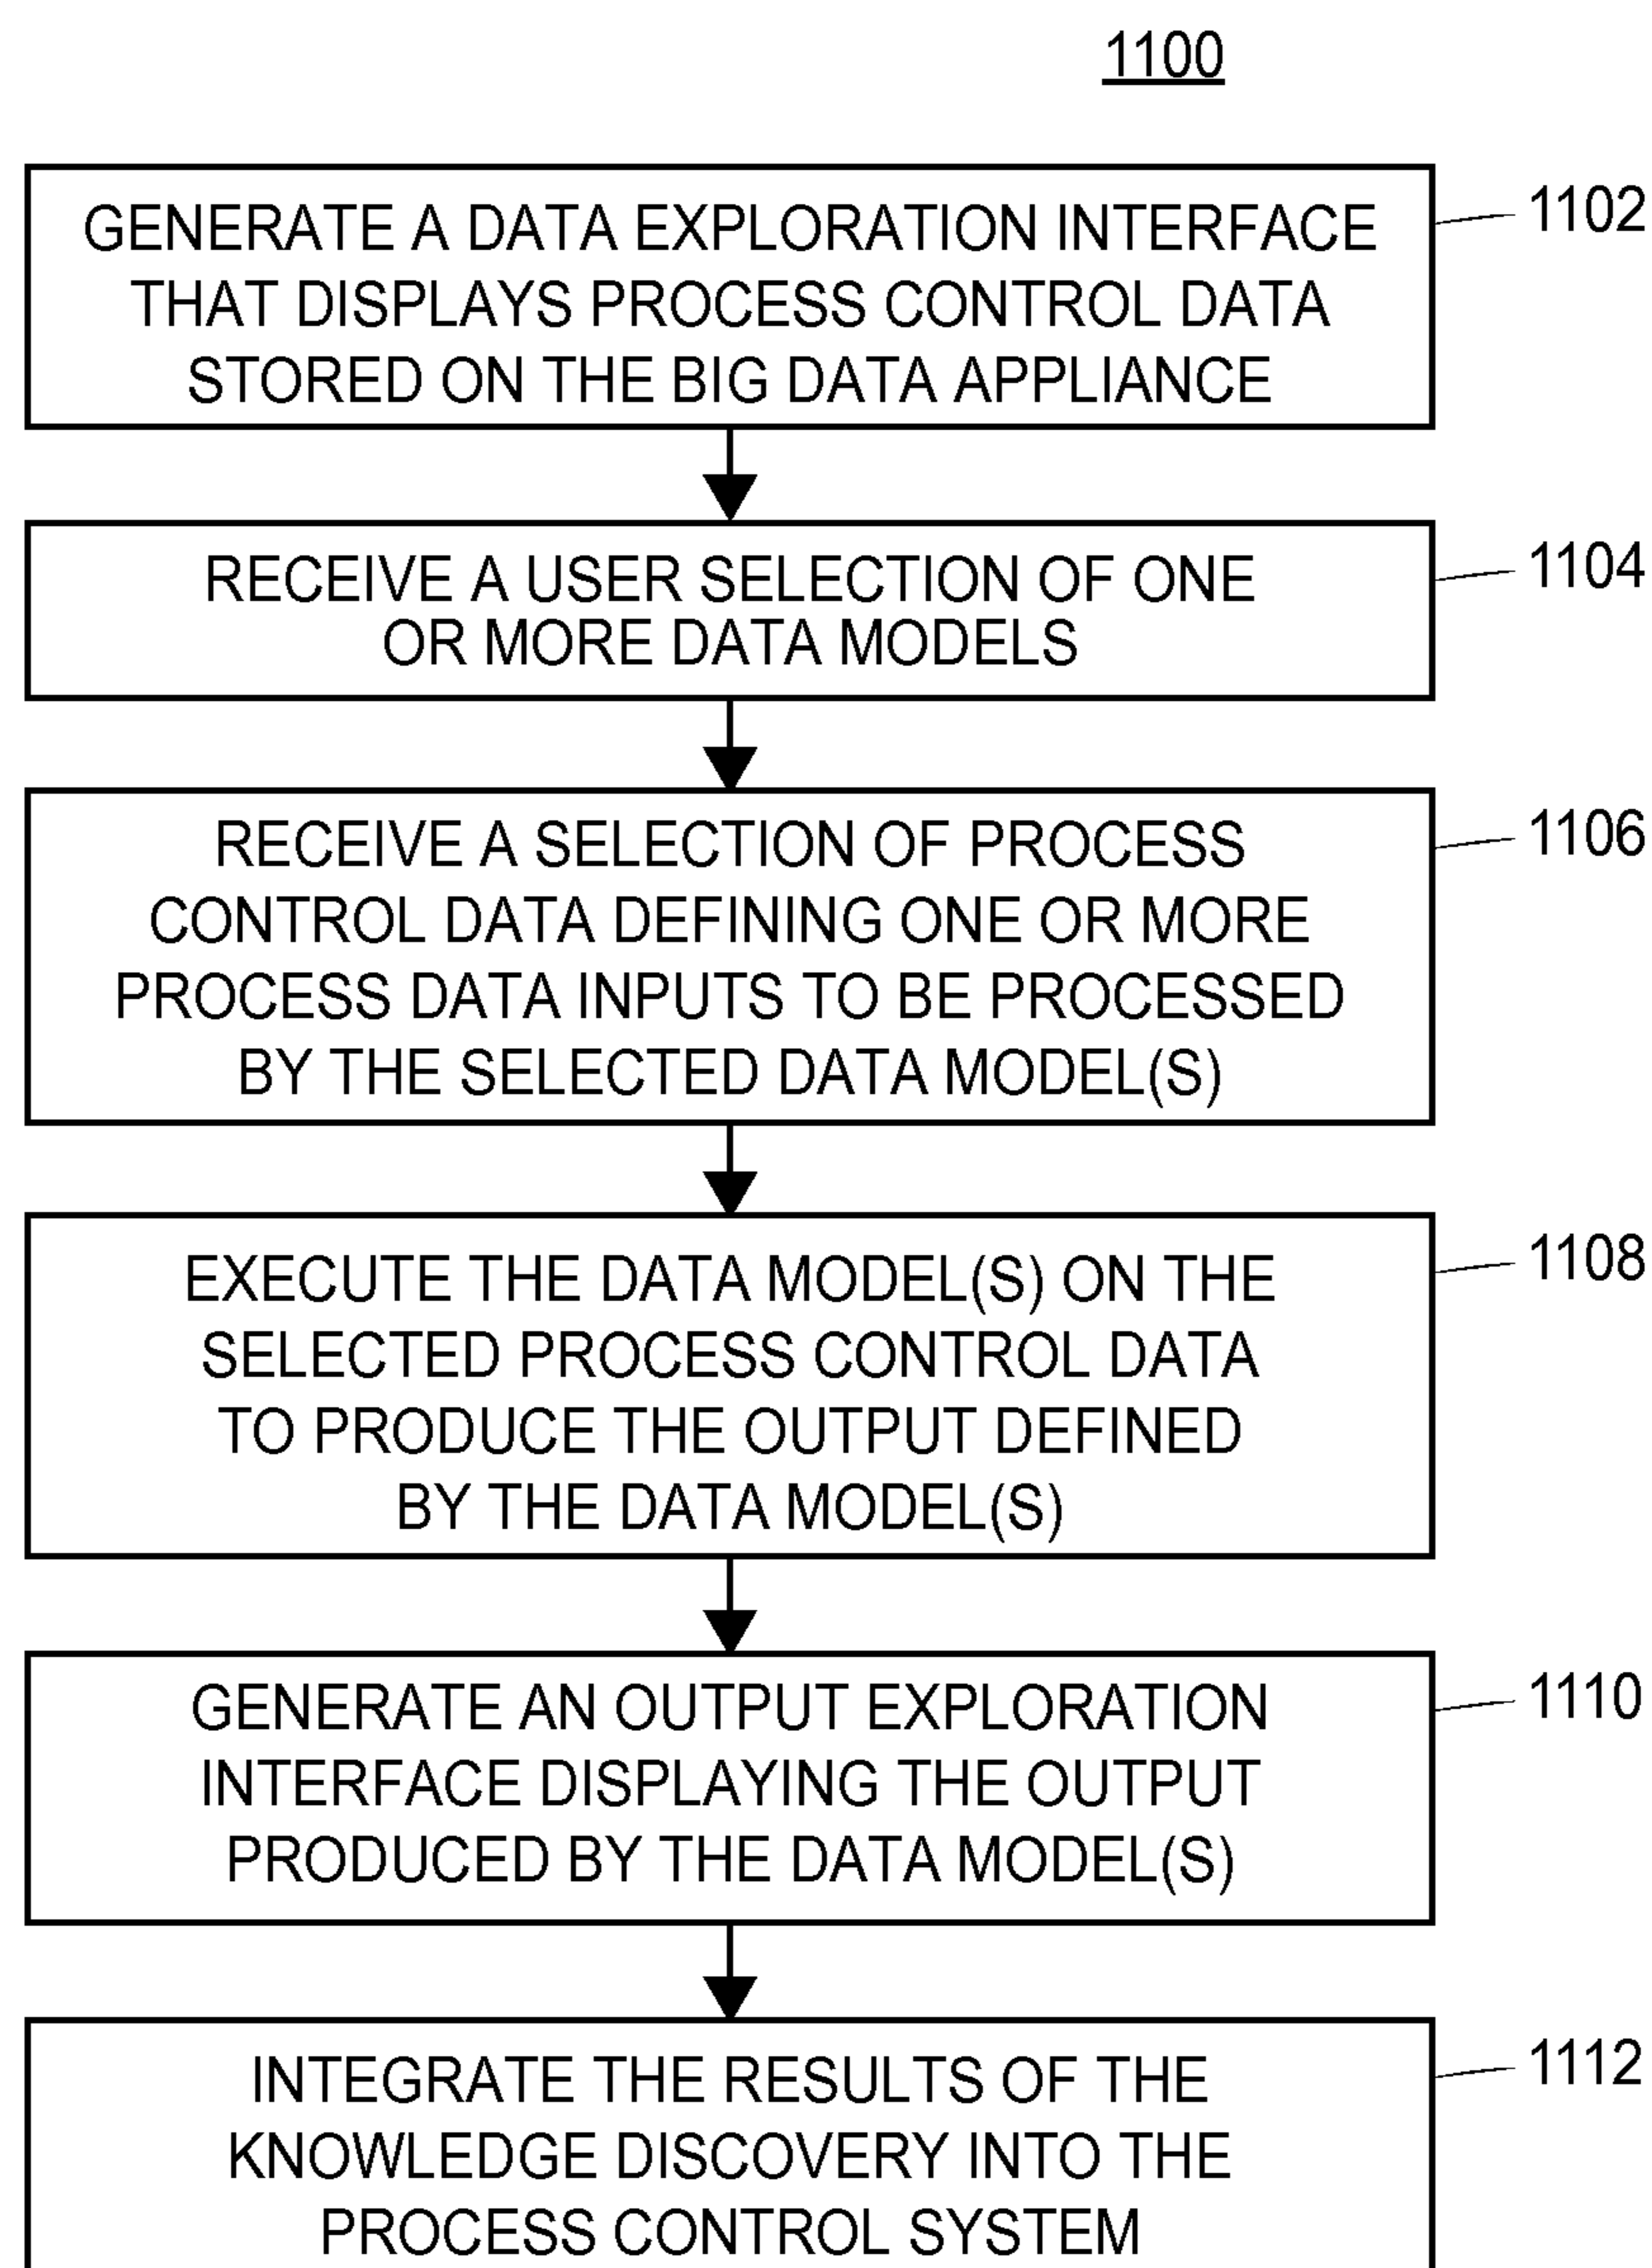 1100
GENERATE A DATA EXPLORATION INTERFACE
THAT DISPLAYS PROCESS CONTROL DATA
STORED ON THE BIG DATA APPLIANCE
1102
RECEIVE A USER SELECTION OF ONE
OR MORE DATA MODELS
1104
RECEIVE A SELECTION OF PROCESS
CONTROL DATA DEFINING ONE OR MORE
PROCESS DATA INPUTS TO BE PROCESSED
BY THE SELECTED DATA MODEL(S)
1106
EXECUTE THE DATA MODEL(S) ON THE
SELECTED PROCESS CONTROL DATA
TO PRODUCE THE OUTPUT DEFINED
BY THE DATA MODEL(S)
1108
GENERATE AN OUTPUT EXPLORATION
INTERFACE DISPLAYING THE OUTPUT
PRODUCED BY THE DATA MODEL(S)
1110
INTEGRATE THE RESULTS OF THE
KNOWLEDGE DISCOVERY INTO THE
PROCESS CONTROL SYSTEM
1112